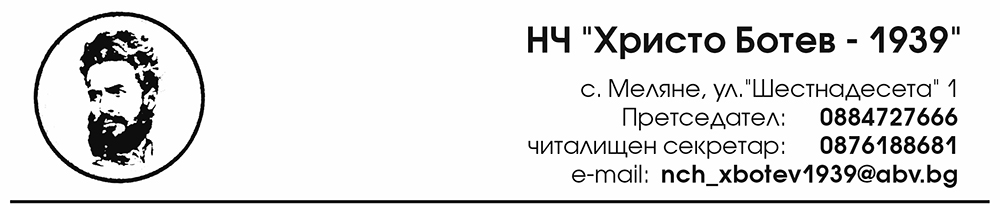 НЧ "Христо Ботев - 1939"
с. Меляне, ул."Шестнадесета" 1
Претседател: 0884727666
читалищен секретар: 0876188681
e-mail: nch_xbotev1939@abv.bg